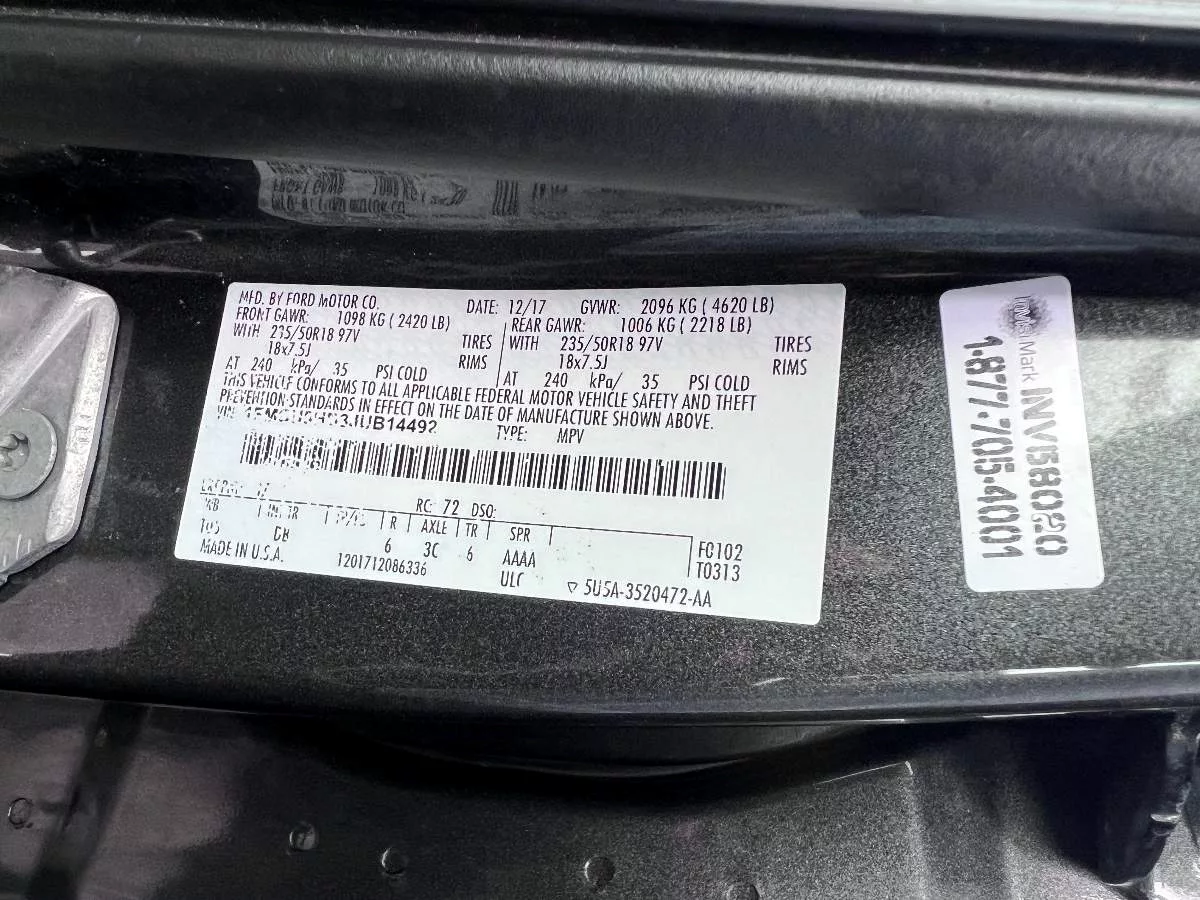 MFD. BY FORD MOTOR CO.
DATE: 12/17 GVWR: 2096 KG ( 4620 LB)
FRONT GAWR: 1098 KG ( 2420 LB)
REAR GAWR: 1006 KG ( 2218 LB)
WITH 235/50R18 97V TIRES
WITH 235/50R18 97V TIRES
18x7.5J RIMS
18x7.5J RIMS
AT 240 kPa/ 35 PSI COLD
AT 240 kPa/ 35 PSI COLD
THIS VEHICLE CONFORMS TO ALL APPLICABLE FEDERAL MOTOR VEHICLE SAFETY AND THEFT
PREVENTION STANDARDS IN EFFECT ON THE DATE OF MANUFACTURE SHOWN ABOVE.
VIN:
TYPE: MPV
RC: 72 DSO:
WB R AXLE TR SPR
105 6 3C 6 AAAA
FC102
T0313
MADE IN U.S.A.
1201712086336
5U5A-3520472-AA
Mark INV58020
1-877-705-4001